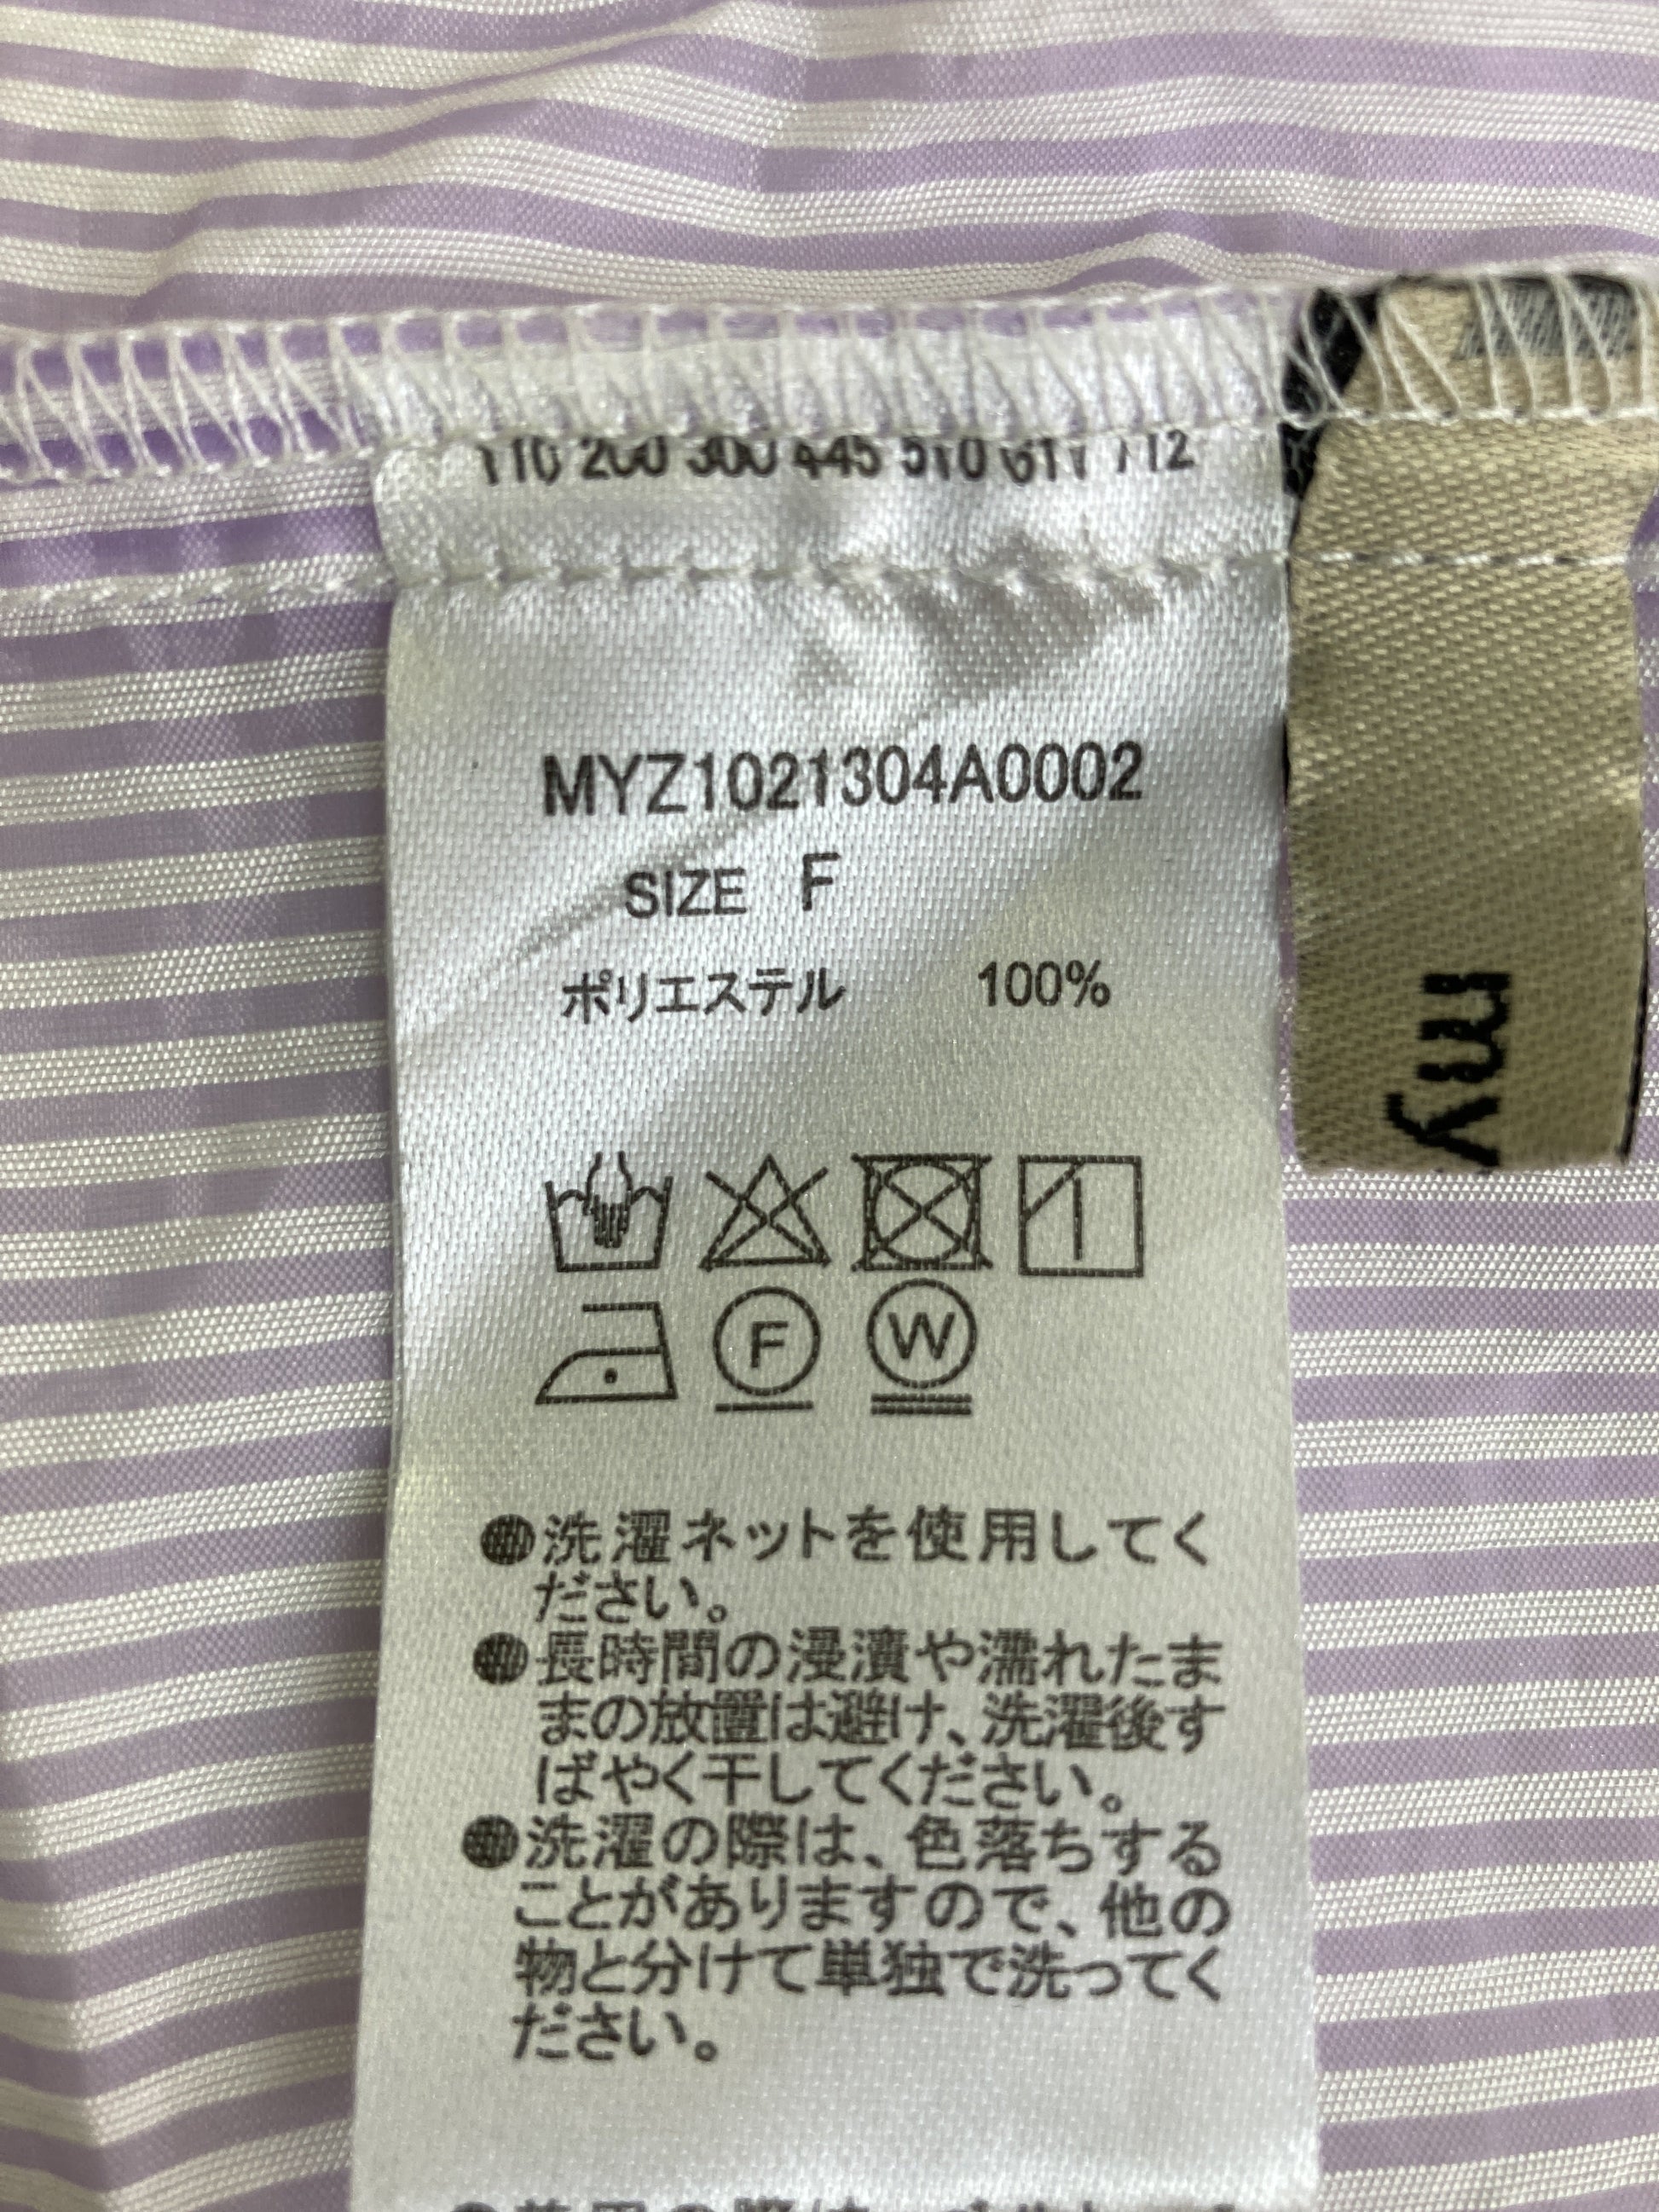 110 200 300 445 510 611 712
MYZ1021304A0002
SIZE F
ポリエステル 100%
F W
●洗濯ネットを使用してく
ださい。
●長時間の浸漬や濡れたま
まの放置は避け、洗濯後す
ばやく干してください。
●洗濯の際は、色落ちする
ことがありますので、他の
物と分けて単独で洗ってく
ださい。
my